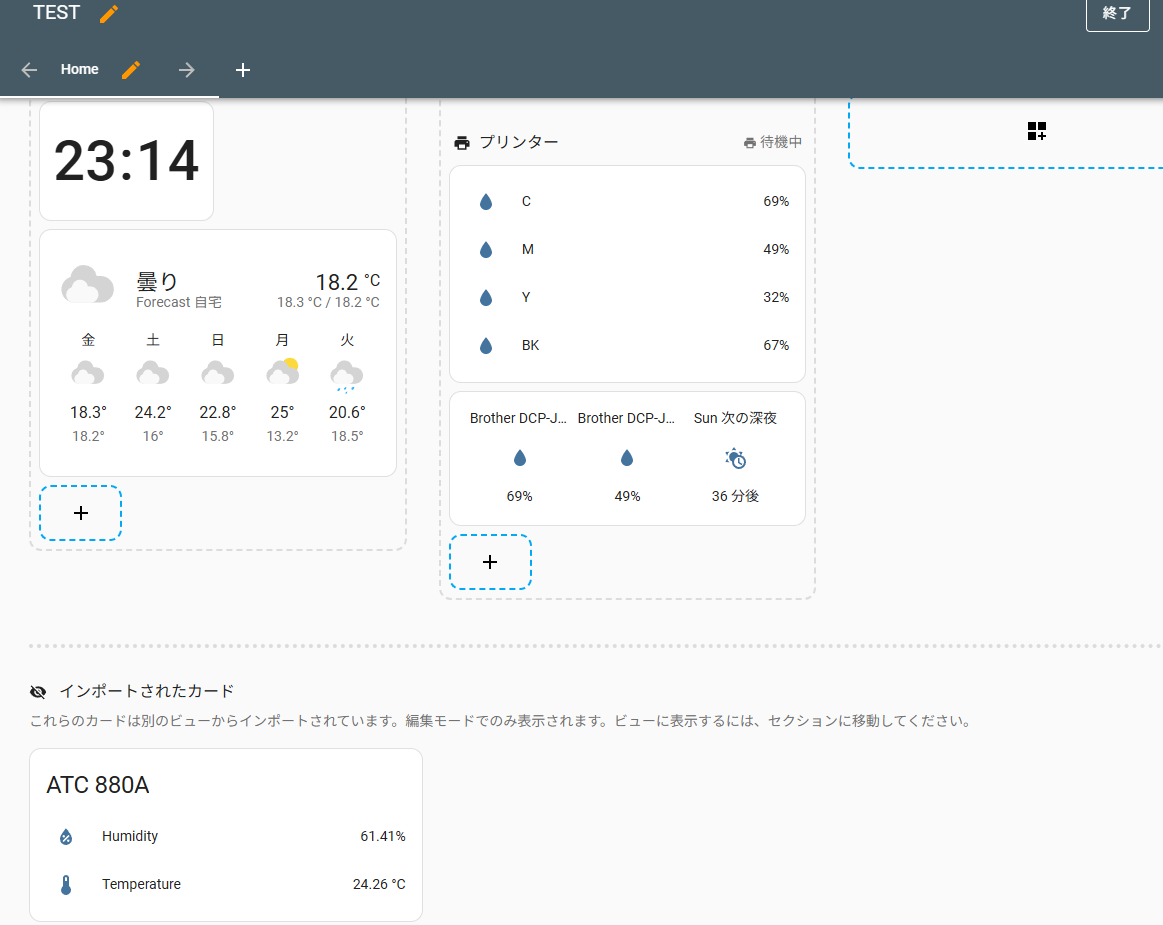 TEST
終了
Home
23:14
曇り
18.2 °C
Forecast 自宅
18.3 °C / 18.2 °C
金 土 日 月 火
18.3° 24.2° 22.8° 25° 20.6°
18.2° 16° 15.8° 13.2° 18.5°
プリンター
待機中
C 69%
M 49%
Y 32%
BK 67%
Brother DCP-J... Brother DCP-J... Sun 次の深夜
69% 49% 36 分後
インポートされたカード
これらのカードは別のビューからインポートされています。編集モードでのみ表示されます。ビューに表示するには、セクションに移動してください。
ATC 880A
Humidity 61.41%
Temperature 24.26 °C